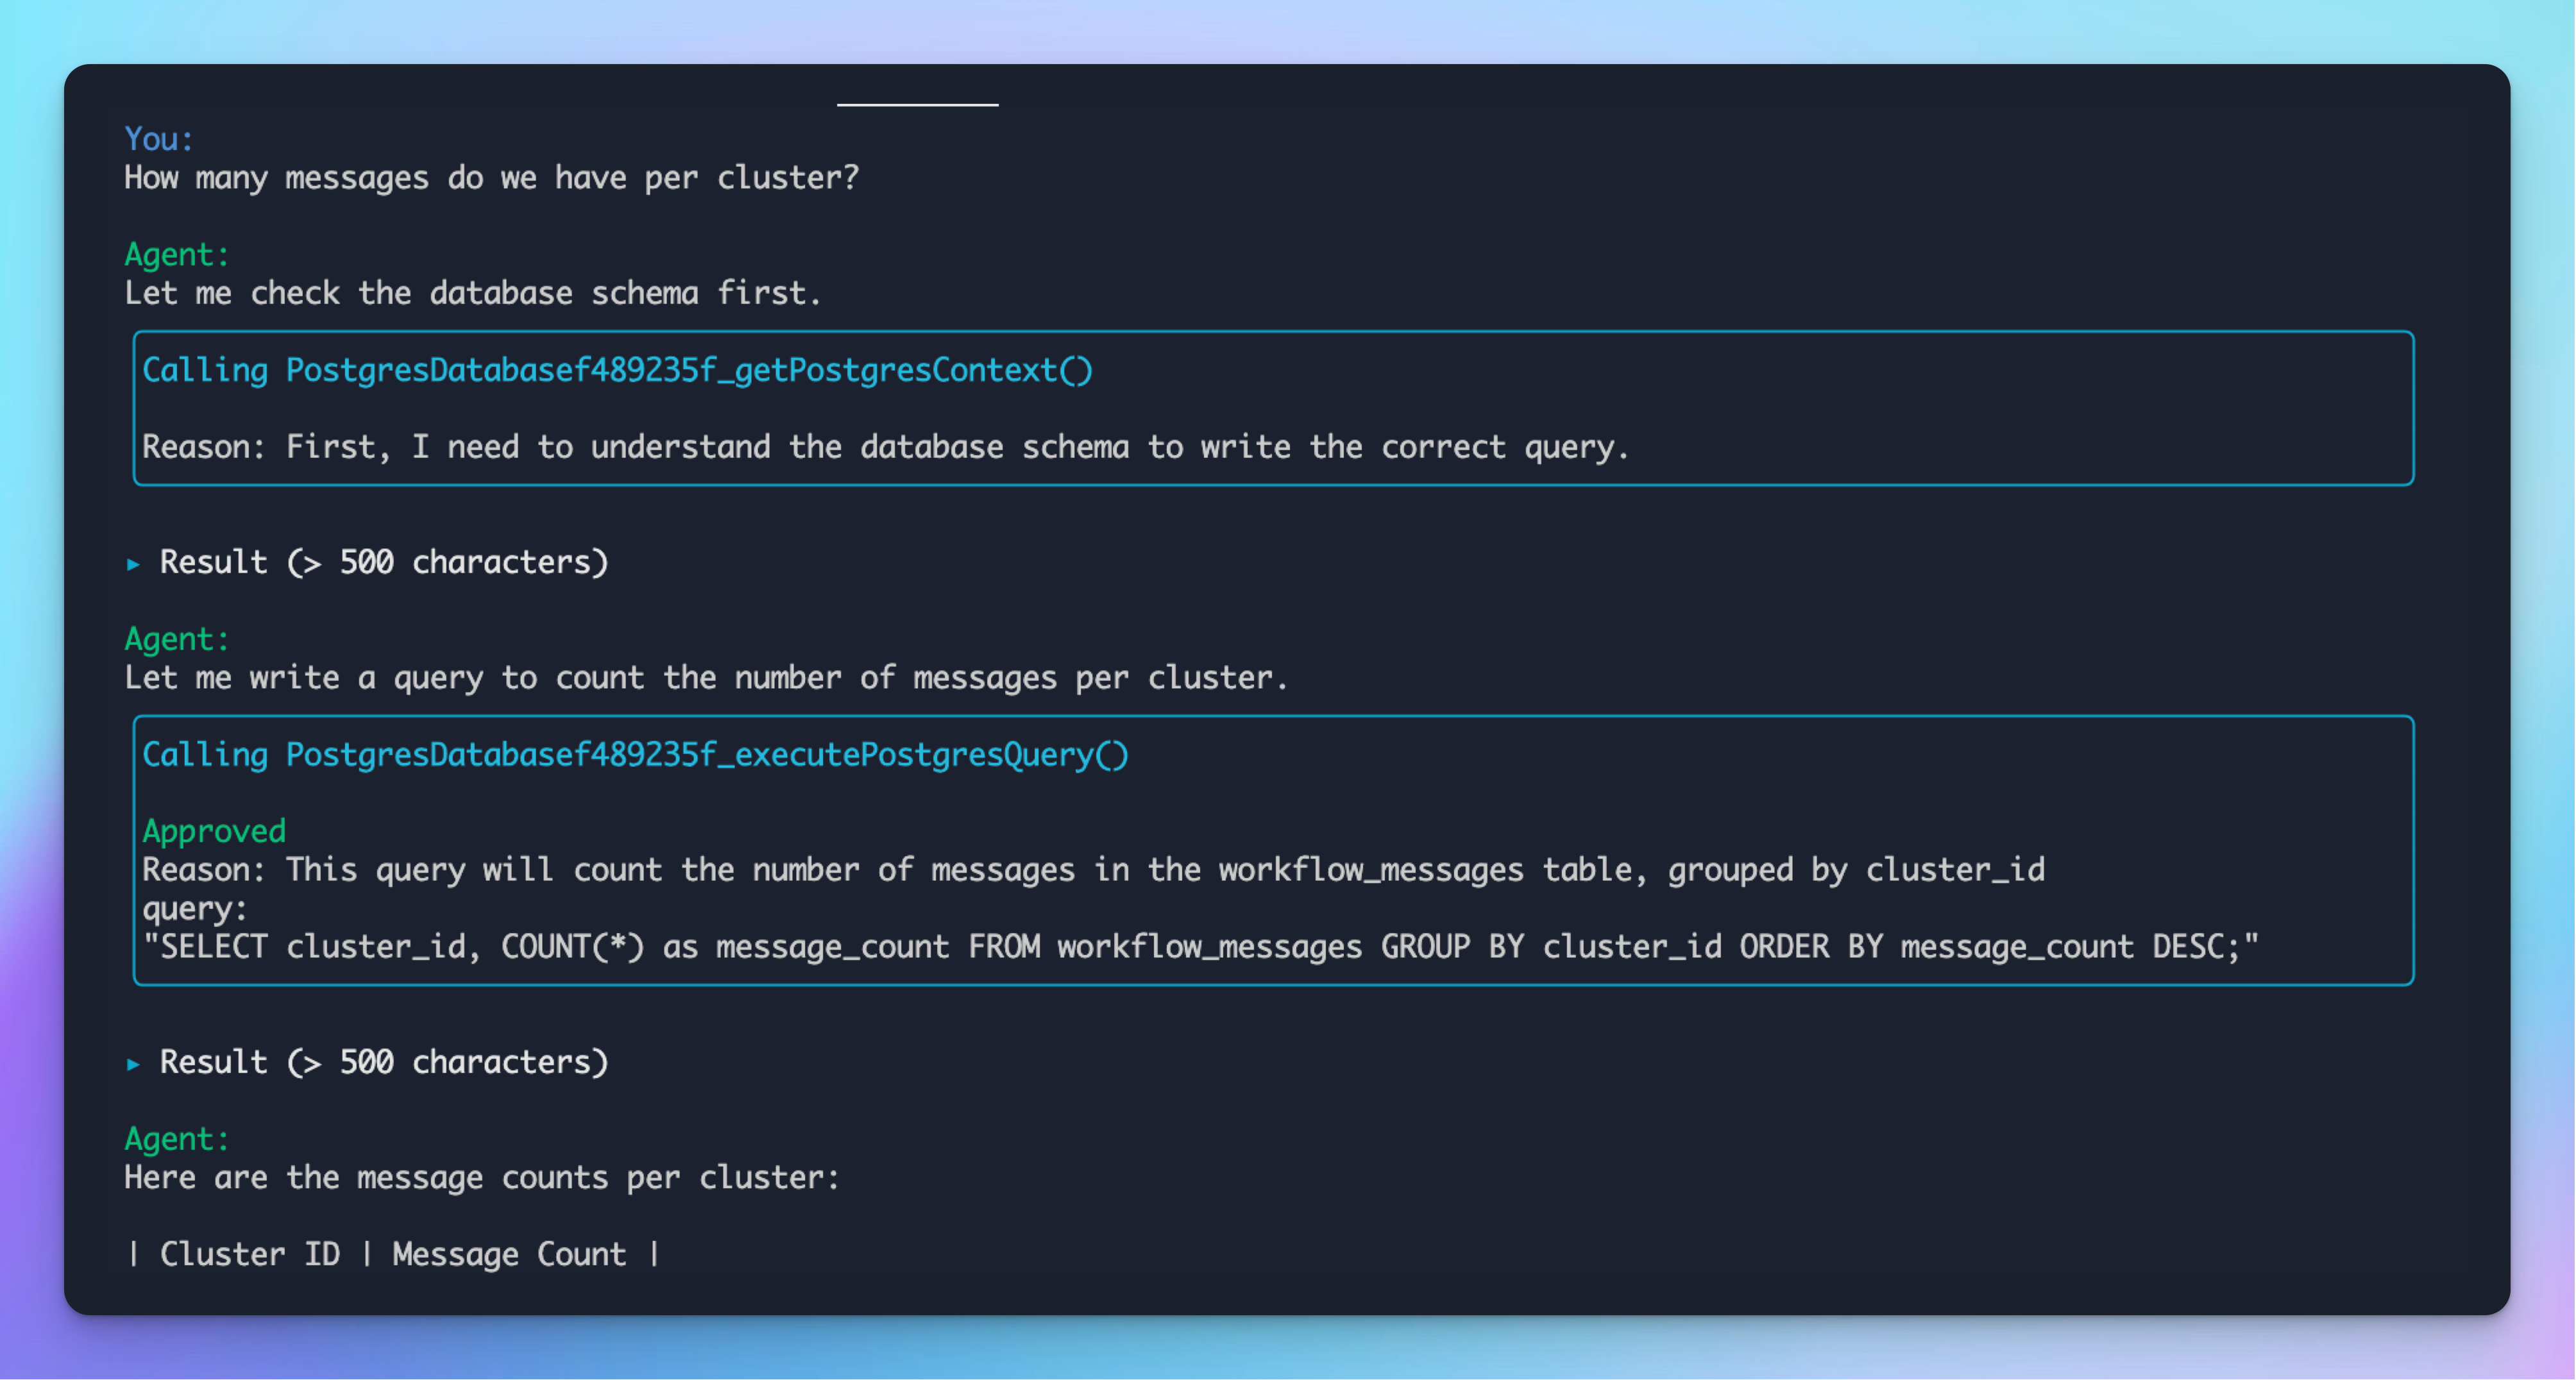 You:
How many messages do we have per cluster?
Agent:
Let me check the database schema first.
Calling PostgresDatabasef489235f_getPostgresContext()
Reason: First, I need to understand the database schema to write the correct query.
▸ Result (> 500 characters)
Agent:
Let me write a query to count the number of messages per cluster.
Calling PostgresDatabasef489235f_executePostgresQuery()
Approved
Reason: This query will count the number of messages in the workflow_messages table, grouped by cluster_id
query:
"SELECT cluster_id, COUNT(*) as message_count FROM workflow_messages GROUP BY cluster_id ORDER BY message_count DESC;"
▸ Result (> 500 characters)
Agent:
Here are the message counts per cluster:
| Cluster ID | Message Count |